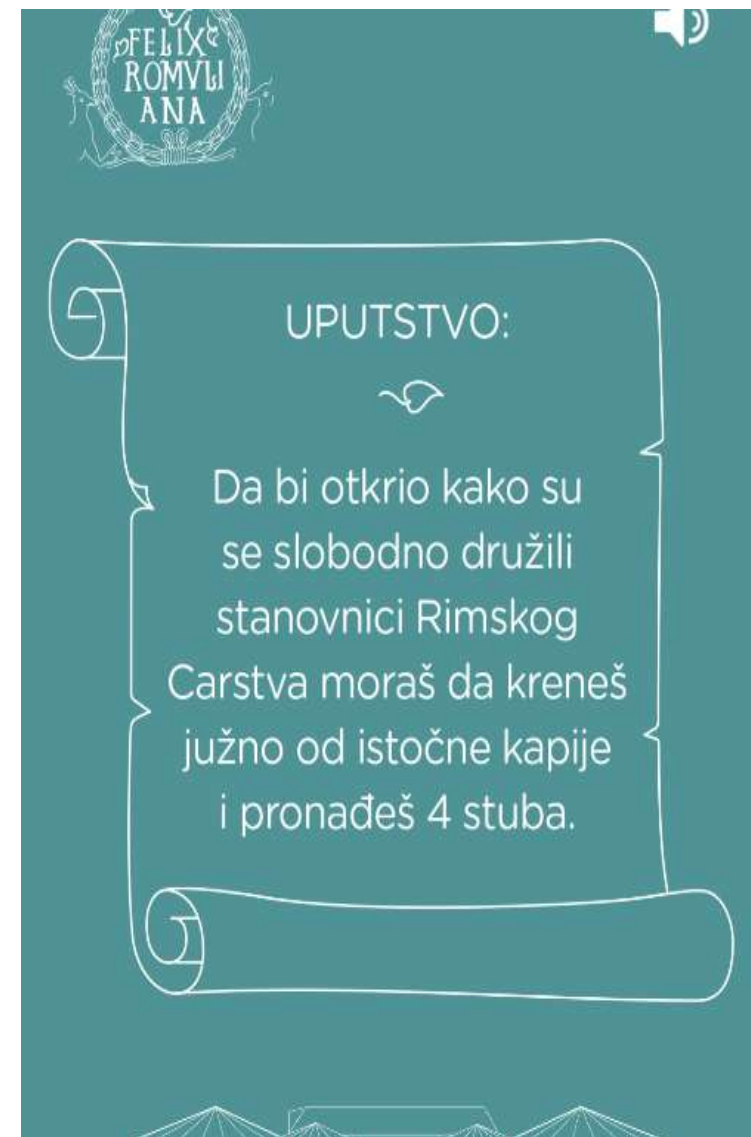 FELIX
ROMVLI
ANA
UPUTSTVO:
Da bi otkrio kako su
se slobodno družili
stanovnici Rimskog
Carstva moraš da kreneš
južno od istočne kapije
i pronađeš 4 stuba.